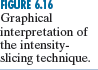 FIGURE 6.16
Graphical
interpretation of
the intensity-
slicing technique.